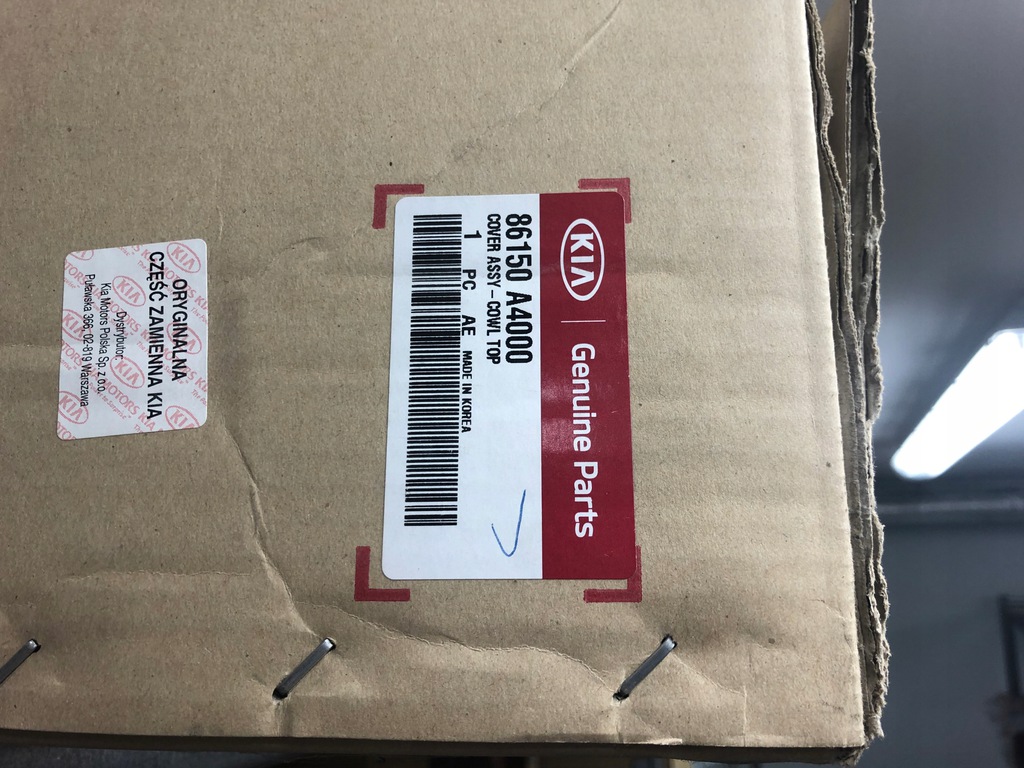 KIA | Genuine Parts
86150 A4000
COVER ASSY-COWL TOP
1 PC AE MADE IN KOREA
ORYGINALNA
CZĘŚĆ ZAMIENNA KIA
Dystrybutor:
Kia Motors Polska Sp. z o.o.
Puławska 366, 02-819 Warszawa